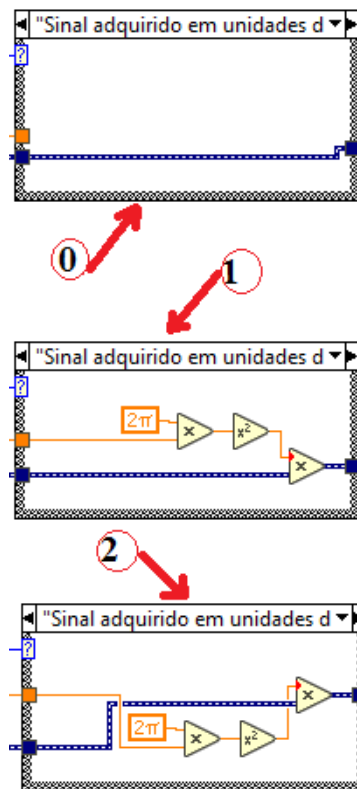 "Sinal adquirido em unidades d
?
0
1
"Sinal adquirido em unidades d
?
2π
x
x²
x
2
"Sinal adquirido em unidades d
?
x
2π
x
x²